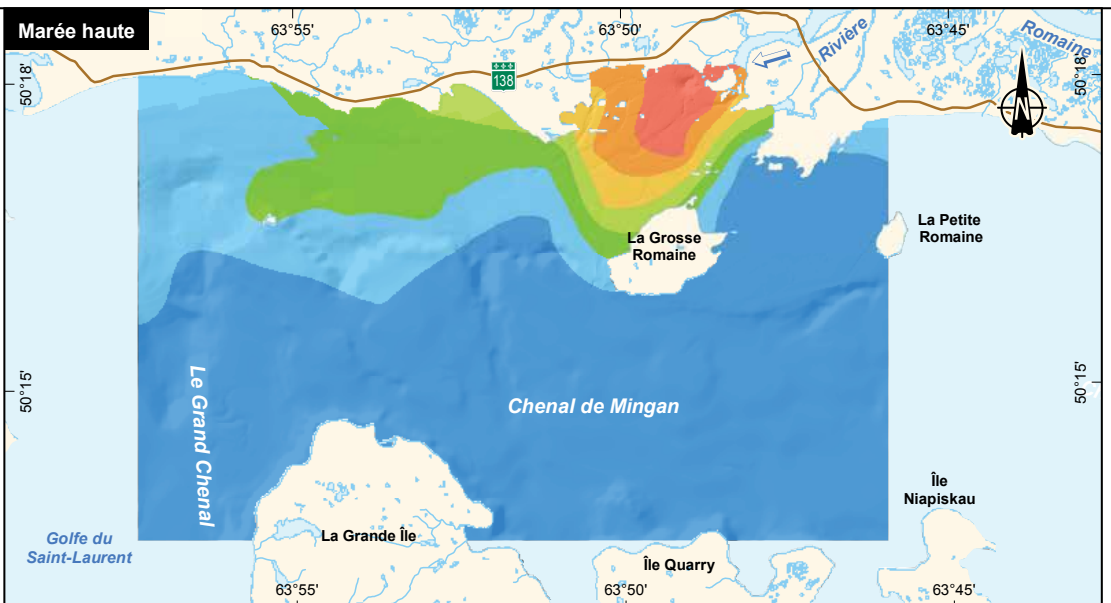 Marée haute
63°55'
63°50'
63°45'
Rivière
Romaine
50°18'
50°18'
138
N
La Petite
Romaine
La Grosse
Romaine
50°15'
50°15'
Le Grand Chenal
Chenal de Mingan
Île
Niapiskau
La Grande Île
Golfe du
Saint-Laurent
Île Quarry
63°55'
63°50'
63°45'